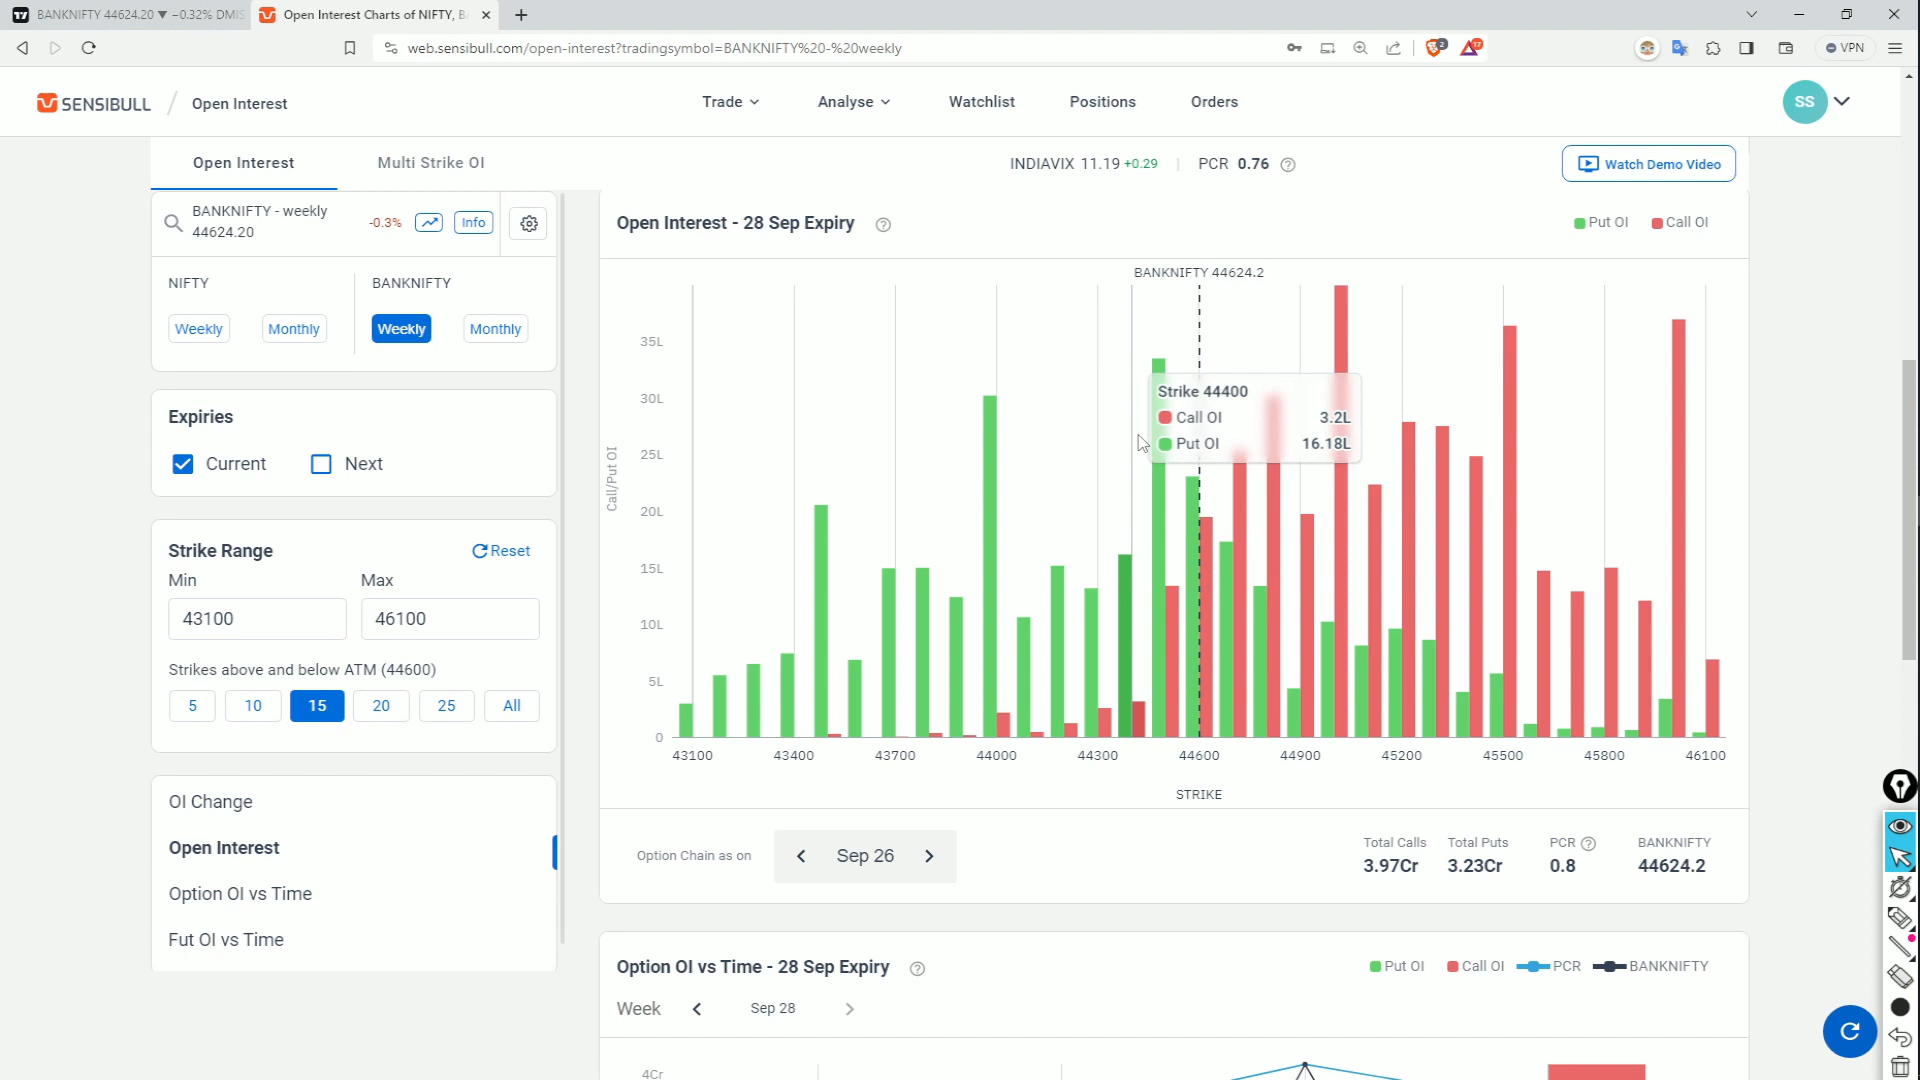 BANKNIFTY 44624.20 ▼ −0.32% DMIS
Open Interest Charts of NIFTY, B
web.sensibull.com/open-interest?tradingsymbol=BANKNIFTY%20-%20weekly
2
17
VPN
SENSIBULL / Open Interest
Trade
Analyse
Watchlist
Positions
Orders
SS
Open Interest
Multi Strike OI
INDIAVIX 11.19 +0.29 | PCR 0.76
Watch Demo Video
BANKNIFTY - weekly
44624.20
-0.3%
Info
NIFTY
BANKNIFTY
Weekly
Monthly
Weekly
Monthly
Expiries
Current
Next
Strike Range
Reset
Min
Max
43100
46100
Strikes above and below ATM (44600)
5
10
15
20
25
All
OI Change
Open Interest
Option OI vs Time
Fut OI vs Time
Open Interest - 28 Sep Expiry
Put OI
Call OI
BANKNIFTY 44624.2
35L
30L
25L
20L
15L
10L
5L
0
Call/Put OI
Strike 44400
Call OI 3.2L
Put OI 16.18L
43100
43400
43700
44000
44300
44600
44900
45200
45500
45800
46100
STRIKE
Option Chain as on
Sep 26
Total Calls
3.97Cr
Total Puts
3.23Cr
PCR
0.8
BANKNIFTY
44624.2
Option OI vs Time - 28 Sep Expiry
Put OI
Call OI
PCR
BANKNIFTY
Week
Sep 28
4Cr